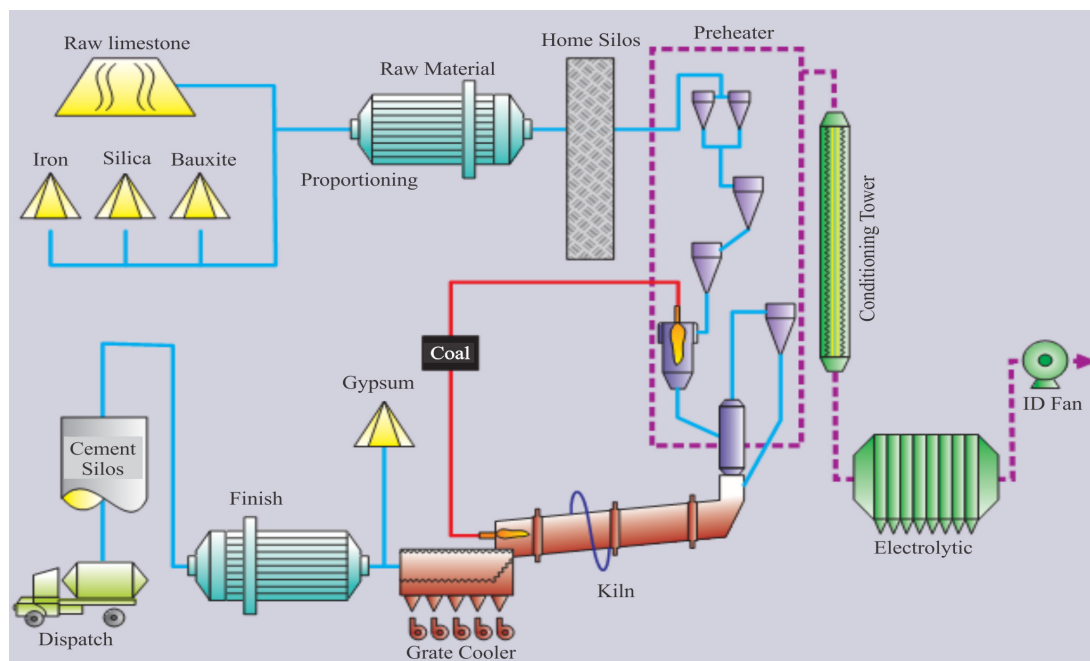 Raw limestone
Iron
Silica
Bauxite
Raw Material
Proportioning
Home Silos
Preheater
Conditioning Tower
ID Fan
Electrolytic
Coal
Gypsum
Cement
Silos
Finish
Kiln
Grate Cooler
Dispatch